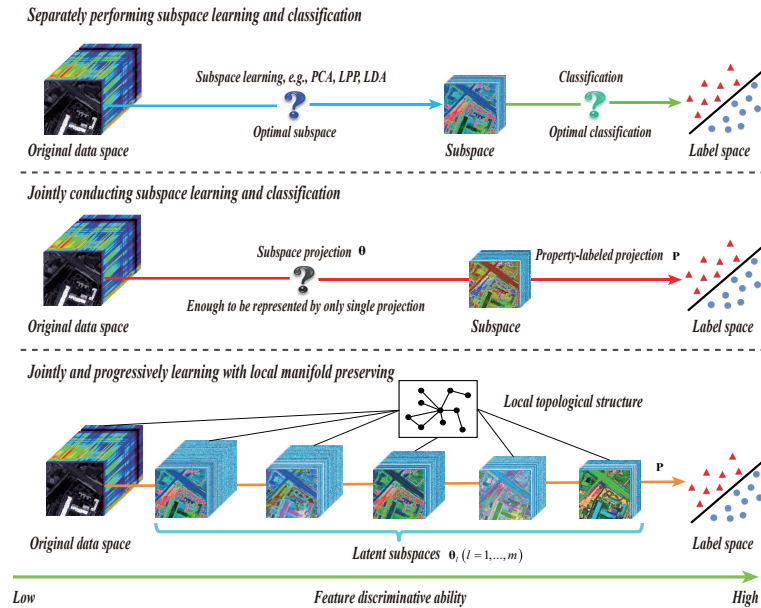 Separately performing subspace learning and classification
Subspace learning, e.g., PCA, LPP, LDA
Classification
?
?
Optimal subspace
Optimal classification
Original data space
Subspace
Label space
Jointly conducting subspace learning and classification
Subspace projection θ
Property-labeled projection P
?
Enough to be represented by only single projection
Original data space
Subspace
Label space
Jointly and progressively learning with local manifold preserving
Local topological structure
P
Original data space
Label space
Latent subspaces θl (l = 1,...,m)
Low
Feature discriminative ability
High